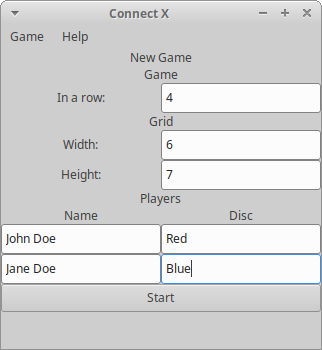 Connect X
Game Help
New Game
Game
In a row: 4
Grid
Width: 6
Height: 7
Players
Name Disc
John Doe Red
Jane Doe Blue
Start